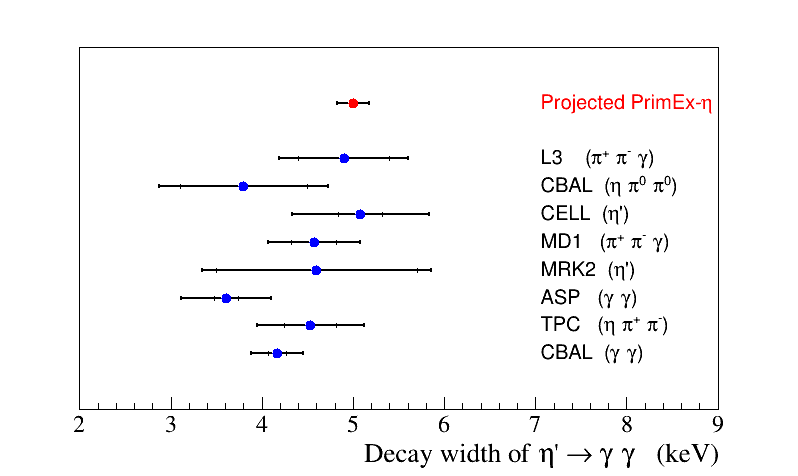 Projected PrimEx-η
L3 (π⁺ π⁻ γ)
CBAL (η π⁰ π⁰)
CELL (η')
MD1 (π⁺ π⁻ γ)
MRK2 (η')
ASP (γ γ)
TPC (η π⁺ π⁻)
CBAL (γ γ)
2 3 4 5 6 7 8 9
Decay width of η' → γ γ (keV)